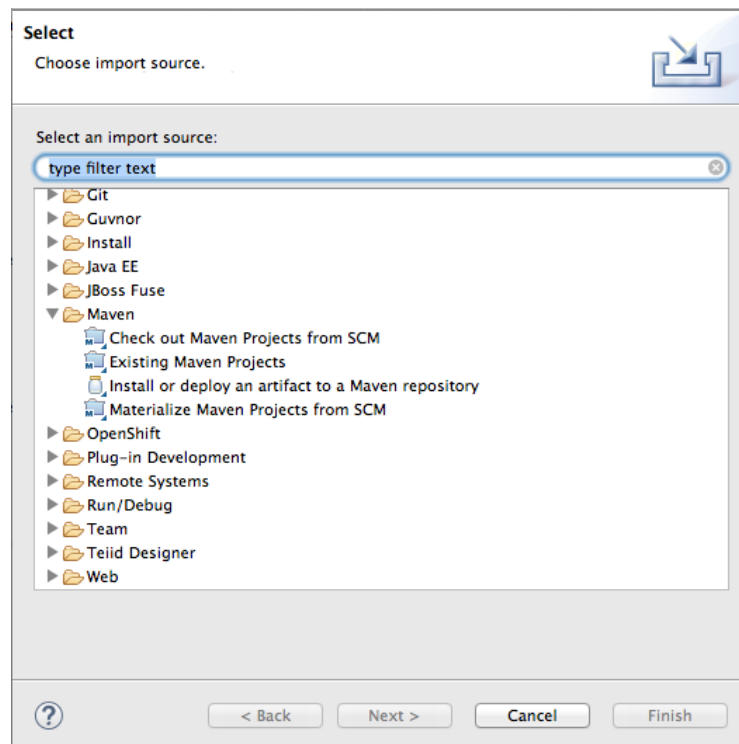 Select
Choose import source.
Select an import source:
type filter text
Git
Guvnor
Install
Java EE
JBoss Fuse
Maven
Check out Maven Projects from SCM
Existing Maven Projects
Install or deploy an artifact to a Maven repository
Materialize Maven Projects from SCM
OpenShift
Plug-in Development
Remote Systems
Run/Debug
Team
Teiid Designer
Web
? < Back Next > Cancel Finish